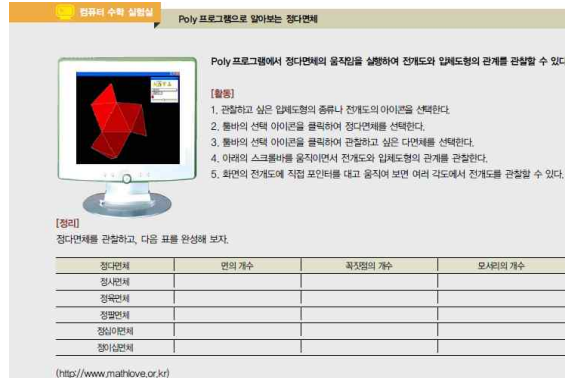 컴퓨터 수학 실험실
Poly 프로그램으로 알아보는 정다면체
Poly 프로그램에서 정다면체의 움직임을 실행하여 전개도와 입체도형의 관계를 관찰할 수 있다
[활동]
1. 관찰하고 싶은 입체도형의 종류나 전개도의 아이콘을 선택한다.
2. 툴바의 선택 아이콘을 클릭하여 정다면체를 선택한다.
3. 툴바의 선택 아이콘을 클릭하여 관찰하고 싶은 다면체를 선택한다.
4. 아래의 스크롤바를 움직이면서 전개도와 입체도형의 관계를 관찰한다.
5. 화면의 전개도에 직접 포인터를 대고 움직여 보면 여러 각도에서 전개도를 관찰할 수 있다.
[정리]
정다면체를 관찰하고, 다음 표를 완성해 보자.
정다면체 면의 개수 꼭짓점의 개수 모서리의 개수
정사면체
정육면체
정팔면체
정십이면체
정이십면체
(http://www.mathlove.or.kr)